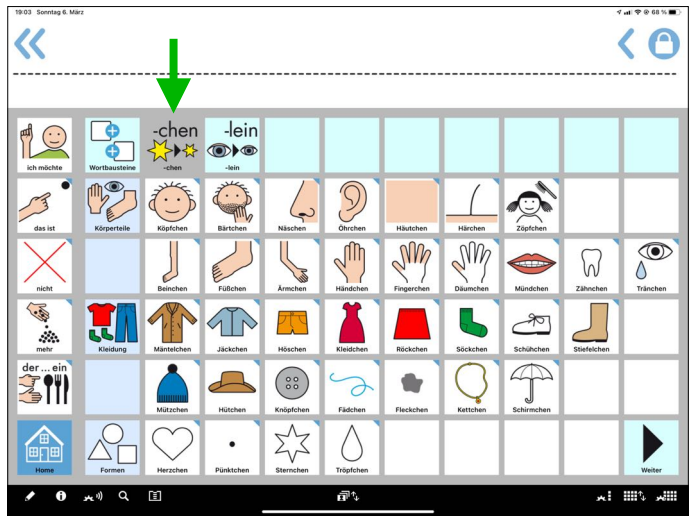 19:03 Sonntag 6. März
68 %
-chen
-lein
ich möchte
Wortbausteine
-chen
-lein
das ist
Körperteile
Köpfchen
Bärtchen
Näschen
Öhrchen
Häutchen
Härchen
Zöpfchen
nicht
Beinchen
Füßchen
Ärmchen
Händchen
Fingerchen
Däumchen
Mündchen
Zähnchen
Tränchen
mehr
Kleidung
Mäntelchen
Jäckchen
Höschen
Kleidchen
Röckchen
Söckchen
Schühchen
Stiefelchen
der ... ein
Mützchen
Hütchen
Knöpfchen
Fädchen
Fleckchen
Kettchen
Schirmchen
Home
Formen
Herzchen
Pünktchen
Sternchen
Tröpfchen
Weiter